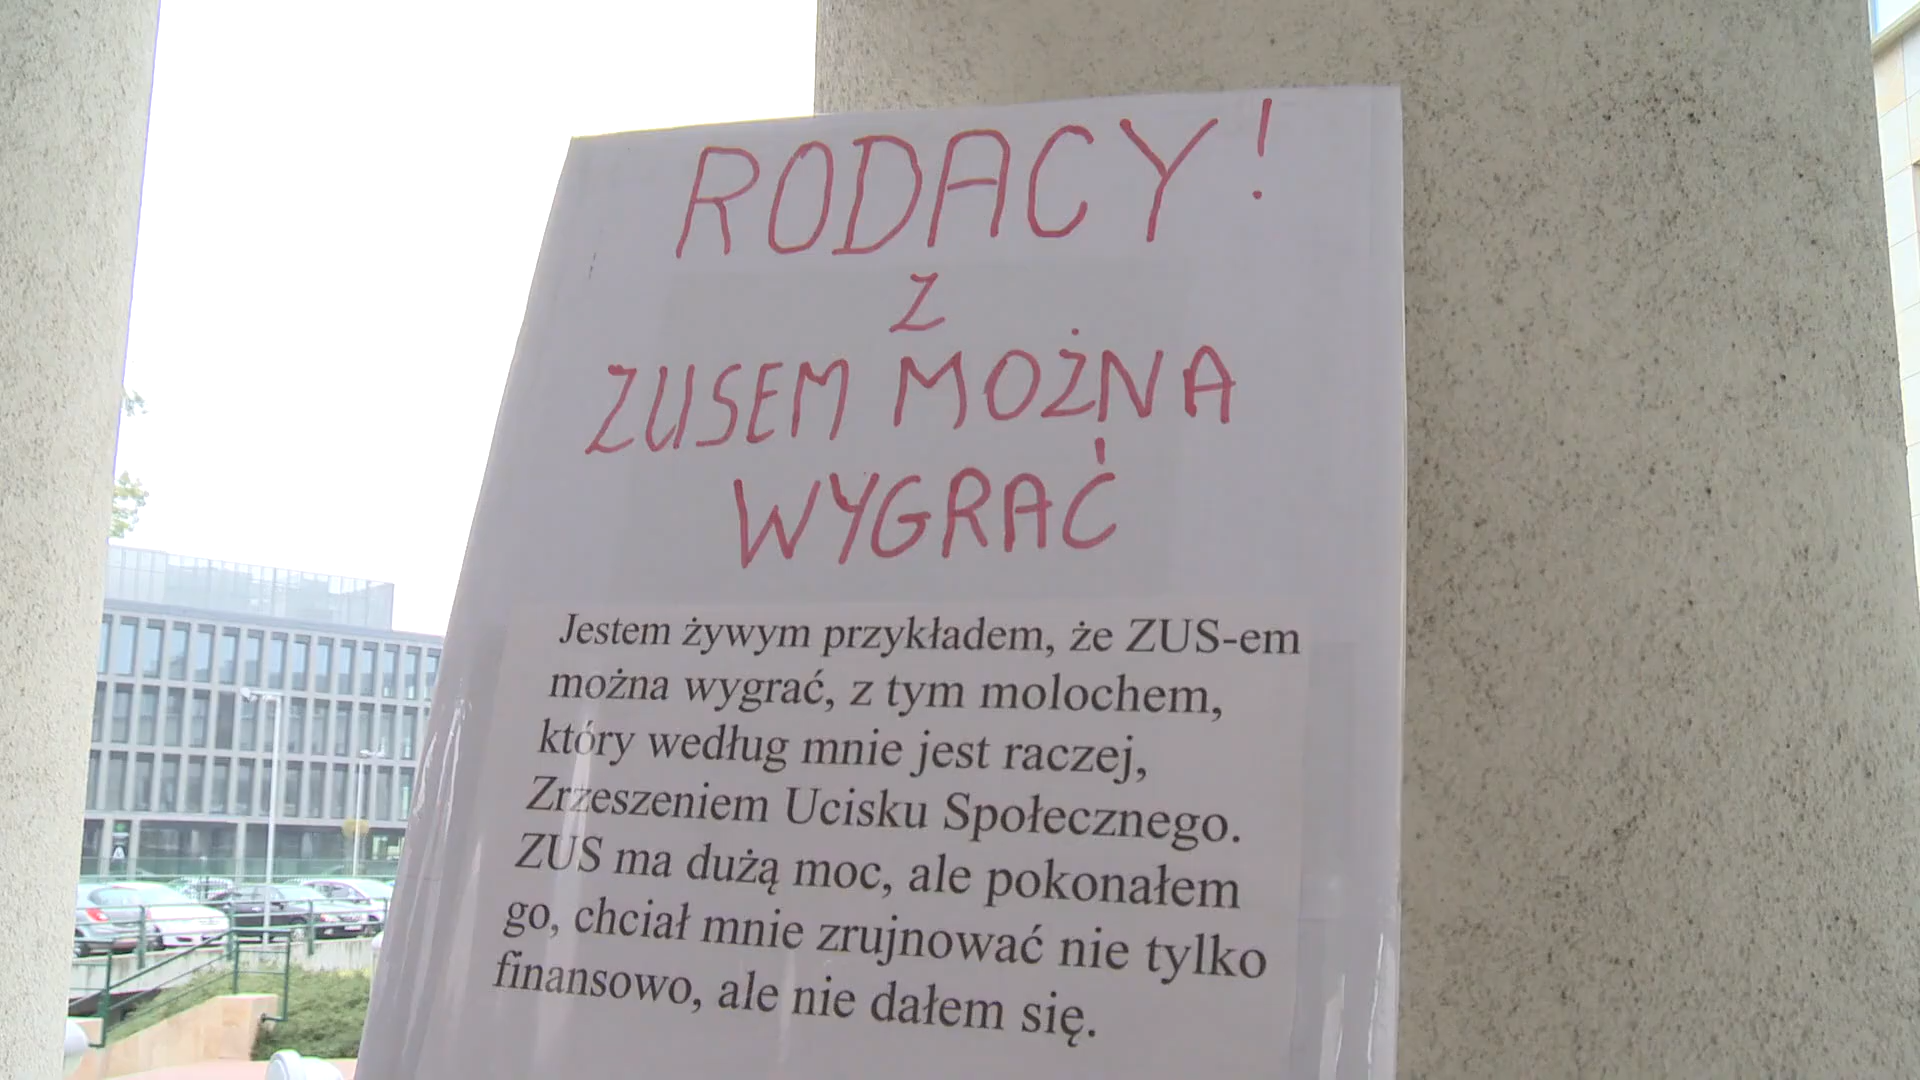 RODACY!
Z
ZUSEM MOŻNA
WYGRAĆ
Jestem żywym przykładem, że ZUS-em
można wygrać, z tym molochem,
który według mnie jest raczej,
Zrzeszeniem Ucisku Społecznego.
ZUS ma dużą moc, ale pokonałem
go, chciał mnie zrujnować nie tylko
finansowo, ale nie dałem się.